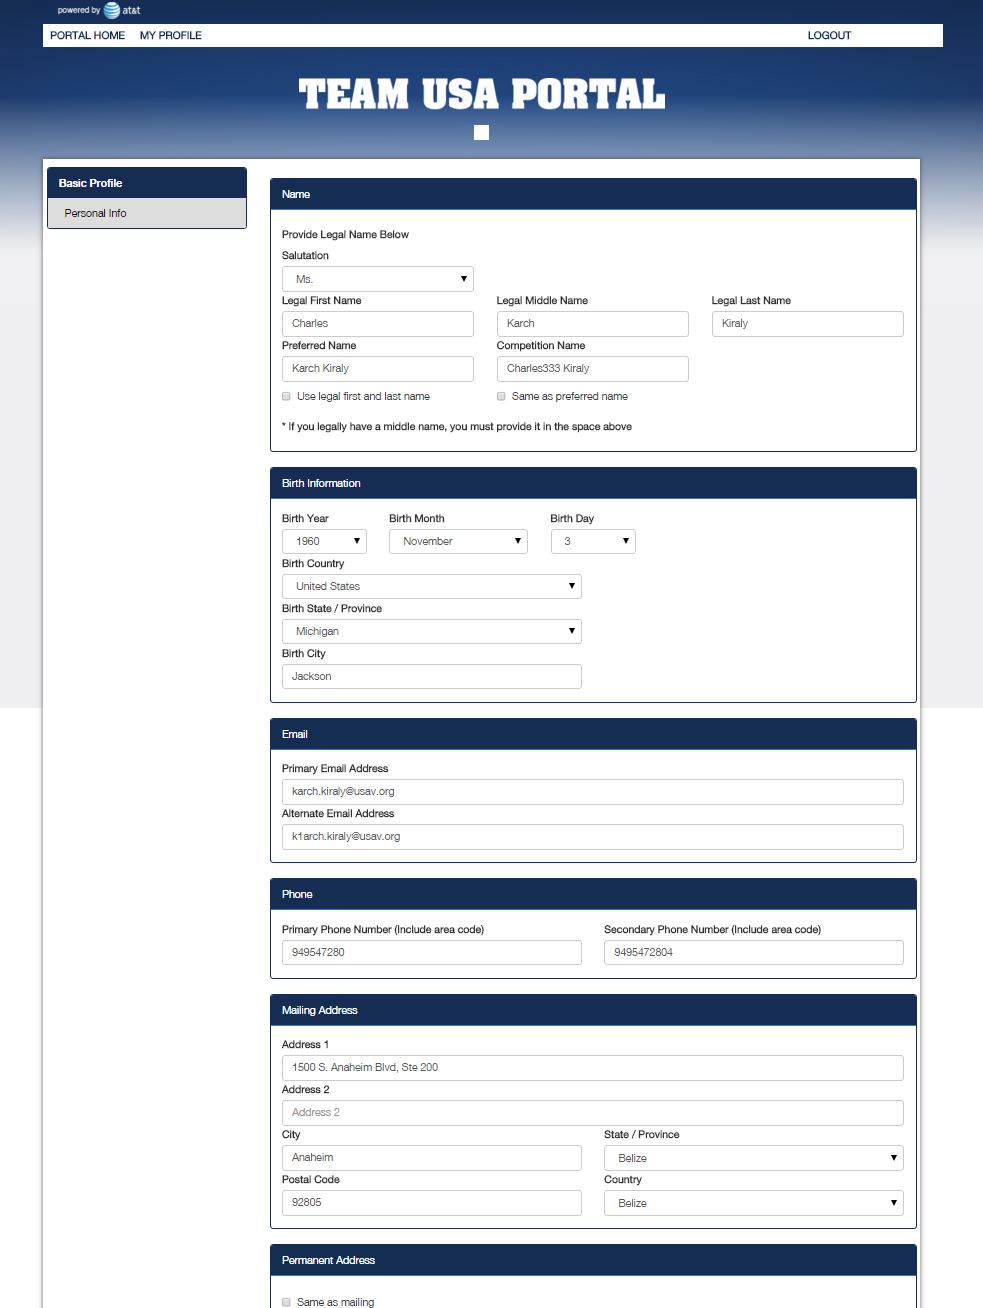 powered by at&t
PORTAL HOME MY PROFILE LOGOUT
TEAM USA PORTAL
Basic Profile
Personal Info
Name
Provide Legal Name Below
Salutation
Ms.
Legal First Name Legal Middle Name Legal Last Name
Charles Karch Kiraly
Preferred Name Competition Name
Karch Kiraly Charles333 Kiraly
Use legal first and last name Same as preferred name
* If you legally have a middle name, you must provide it in the space above
Birth Information
Birth Year Birth Month Birth Day
1960 November 3
Birth Country
United States
Birth State / Province
Michigan
Birth City
Jackson
Email
Primary Email Address
karch.kiraly@usav.org
Alternate Email Address
k1arch.kiraly@usav.org
Phone
Primary Phone Number (Include area code) Secondary Phone Number (Include area code)
949547280 9495472804
Mailing Address
Address 1
1500 S. Anaheim Blvd, Ste 200
Address 2
Address 2
City State / Province
Anaheim Belize
Postal Code Country
92805 Belize
Permanent Address
Same as mailing